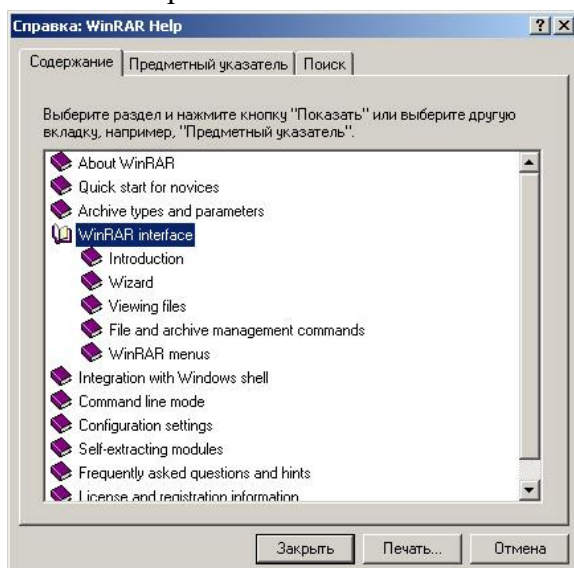 Справка: WinRAR Help
Содержание Предметный указатель Поиск
Выберите раздел и нажмите кнопку "Показать" или выберите другую
вкладку, например, "Предметный указатель".
About WinRAR
Quick start for novices
Archive types and parameters
WinRAR interface
Introduction
Wizard
Viewing files
File and archive management commands
WinRAR menus
Integration with Windows shell
Command line mode
Configuration settings
Self-extracting modules
Frequently asked questions and hints
License and registration information
Закрыть Печать... Отмена